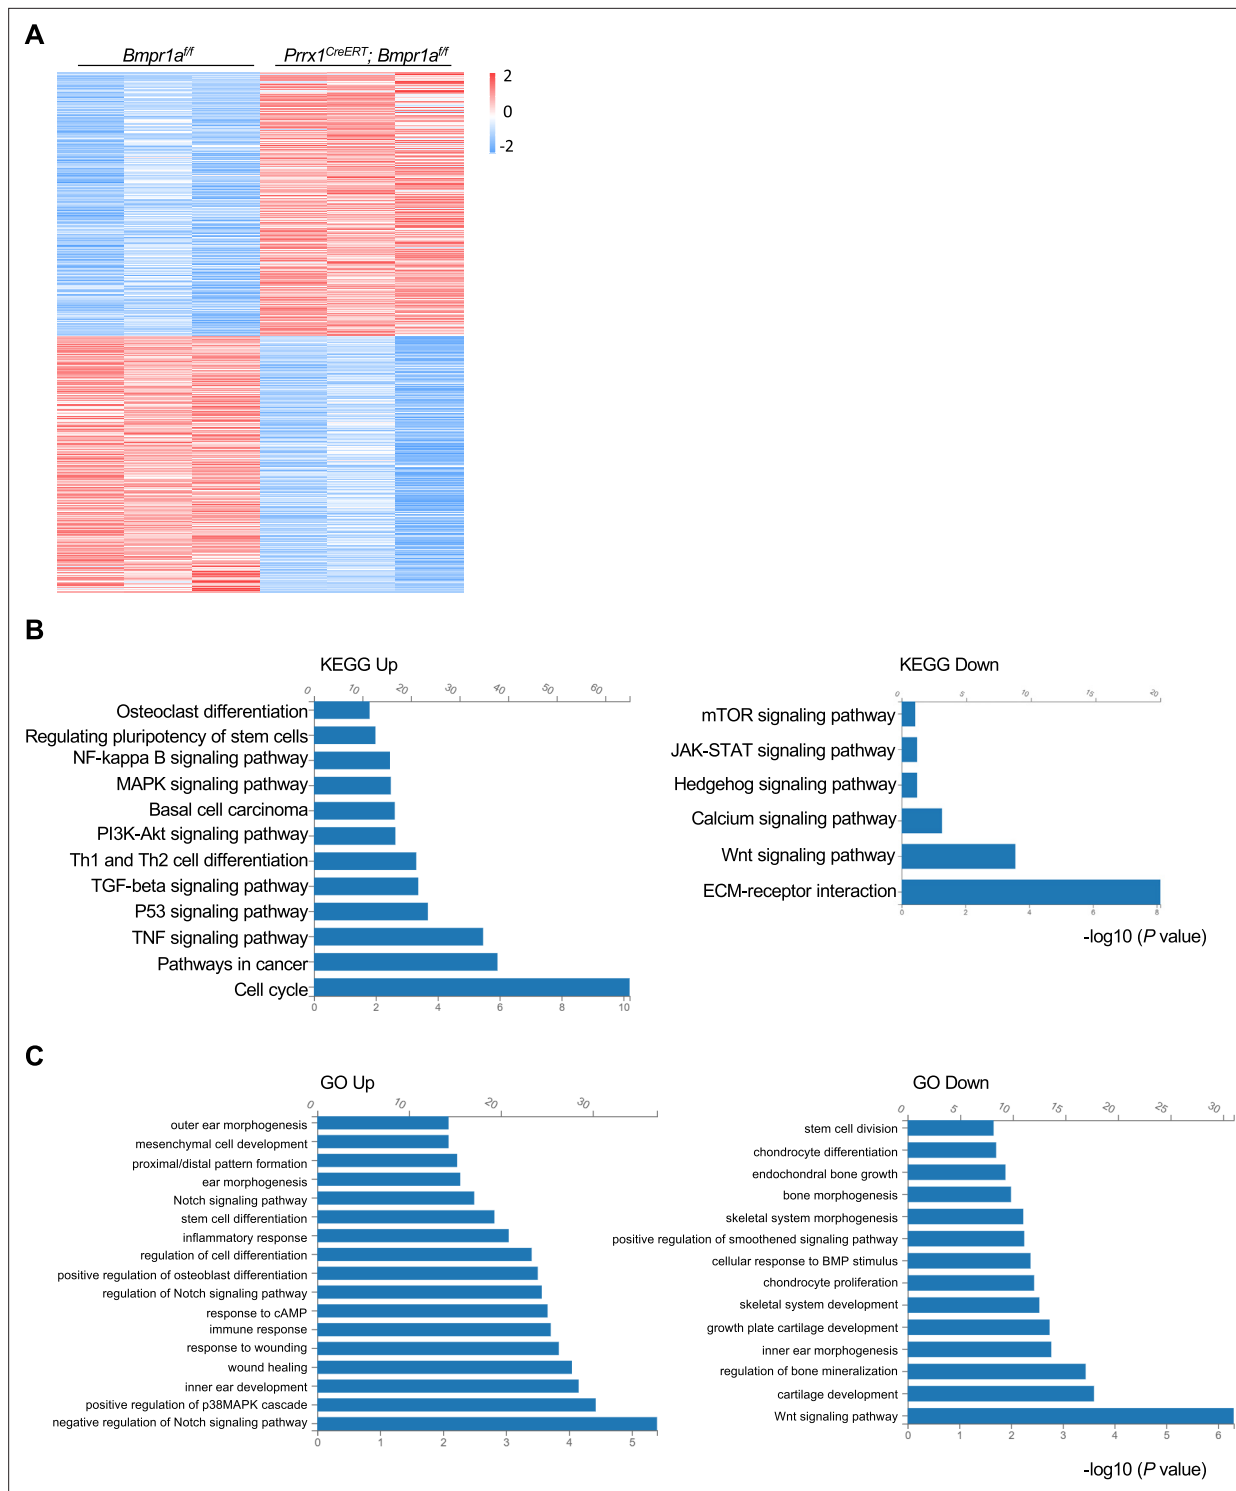 A
Bmpr1a^f/f
Prrx1^CreERT; Bmpr1a^f/f
2
0
-2
B
KEGG Up
0 10 20 30 40 50 60
Osteoclast differentiation
Regulating pluripotency of stem cells
NF-kappa B signaling pathway
MAPK signaling pathway
Basal cell carcinoma
PI3K-Akt signaling pathway
Th1 and Th2 cell differentiation
TGF-beta signaling pathway
P53 signaling pathway
TNF signaling pathway
Pathways in cancer
Cell cycle
0 2 4 6 8 10
KEGG Down
0 5 10 15 20
mTOR signaling pathway
JAK-STAT signaling pathway
Hedgehog signaling pathway
Calcium signaling pathway
Wnt signaling pathway
ECM-receptor interaction
0 2 4 6 8
-log10 (P value)
C
GO Up
0 10 20 30
outer ear morphogenesis
mesenchymal cell development
proximal/distal pattern formation
ear morphogenesis
Notch signaling pathway
stem cell differentiation
inflammatory response
regulation of cell differentiation
positive regulation of osteoblast differentiation
regulation of Notch signaling pathway
response to cAMP
immune response
response to wounding
wound healing
inner ear development
positive regulation of p38MAPK cascade
negative regulation of Notch signaling pathway
0 1 2 3 4 5
GO Down
0 5 10 15 20 25 30
stem cell division
chondrocyte differentiation
endochondral bone growth
bone morphogenesis
skeletal system morphogenesis
positive regulation of smoothened signaling pathway
cellular response to BMP stimulus
chondrocyte proliferation
skeletal system development
growth plate cartilage development
inner ear morphogenesis
regulation of bone mineralization
cartilage development
Wnt signaling pathway
0 1 2 3 4 5 6
-log10 (P value)